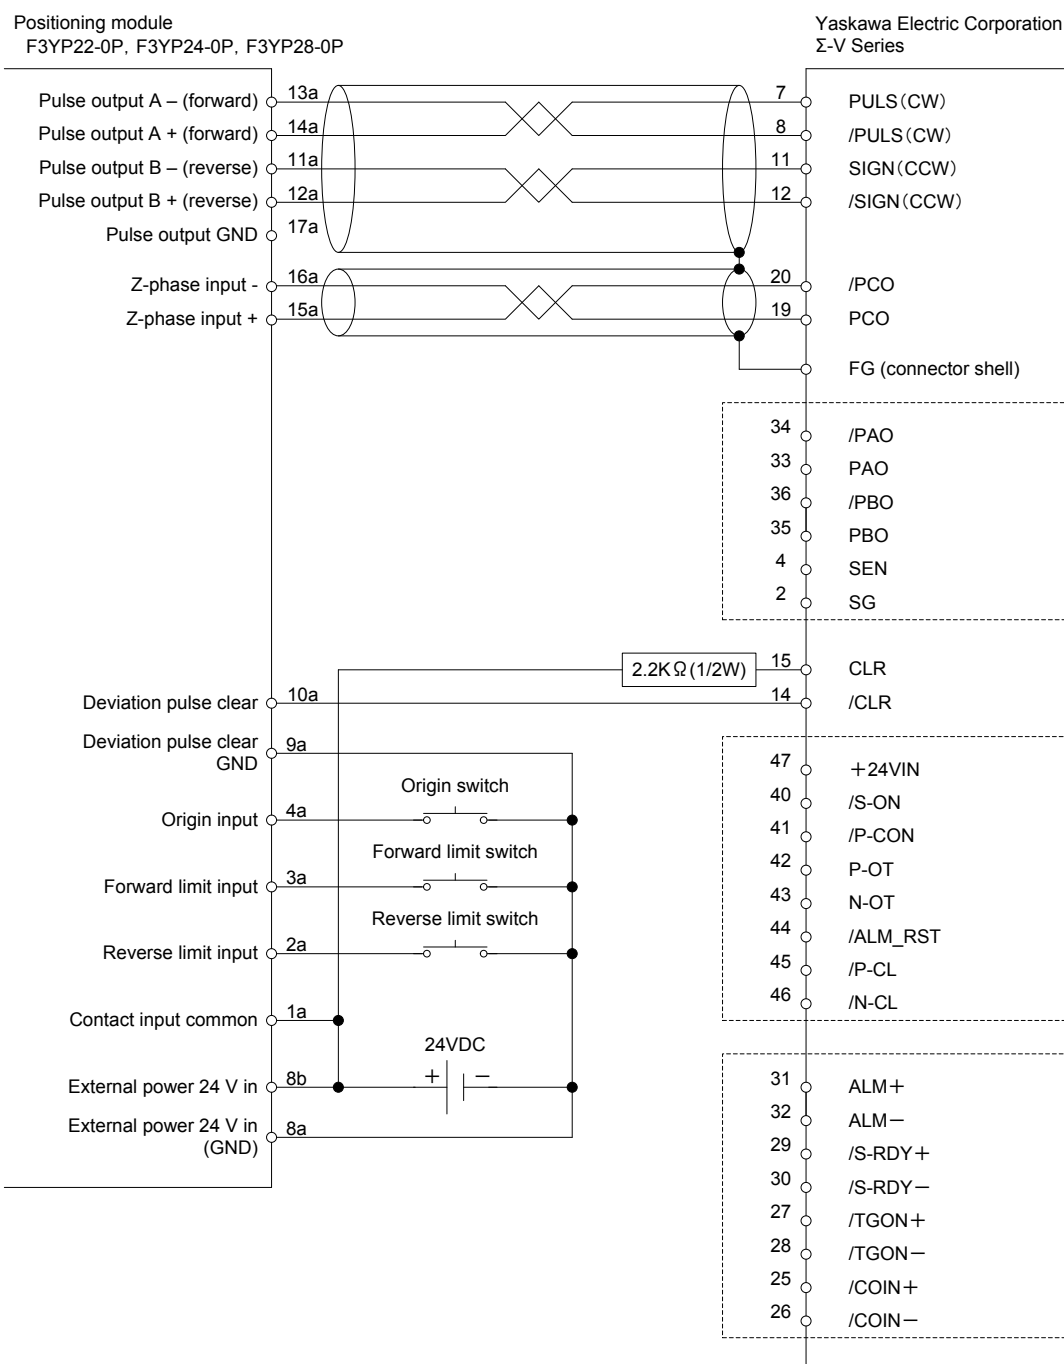 Positioning module
F3YP22-0P, F3YP24-0P, F3YP28-0P
Yaskawa Electric Corporation
Σ-V Series
Pulse output A – (forward) 13a 7 PULS(CW)
Pulse output A + (forward) 14a 8 /PULS(CW)
Pulse output B – (reverse) 11a 11 SIGN(CCW)
Pulse output B + (reverse) 12a 12 /SIGN(CCW)
Pulse output GND 17a
Z-phase input - 16a 20 /PCO
Z-phase input + 15a 19 PCO
FG (connector shell)
34 /PAO
33 PAO
36 /PBO
35 PBO
4 SEN
2 SG
2.2KΩ(1/2W) 15 CLR
Deviation pulse clear 10a 14 /CLR
Deviation pulse clear
GND 9a
Origin switch
Origin input 4a
Forward limit switch
Forward limit input 3a
Reverse limit switch
Reverse limit input 2a
Contact input common 1a
24VDC
External power 24 V in 8b + −
External power 24 V in
(GND) 8a
47 +24VIN
40 /S-ON
41 /P-CON
42 P-OT
43 N-OT
44 /ALM_RST
45 /P-CL
46 /N-CL
31 ALM+
32 ALM−
29 /S-RDY+
30 /S-RDY−
27 /TGON+
28 /TGON−
25 /COIN+
26 /COIN−